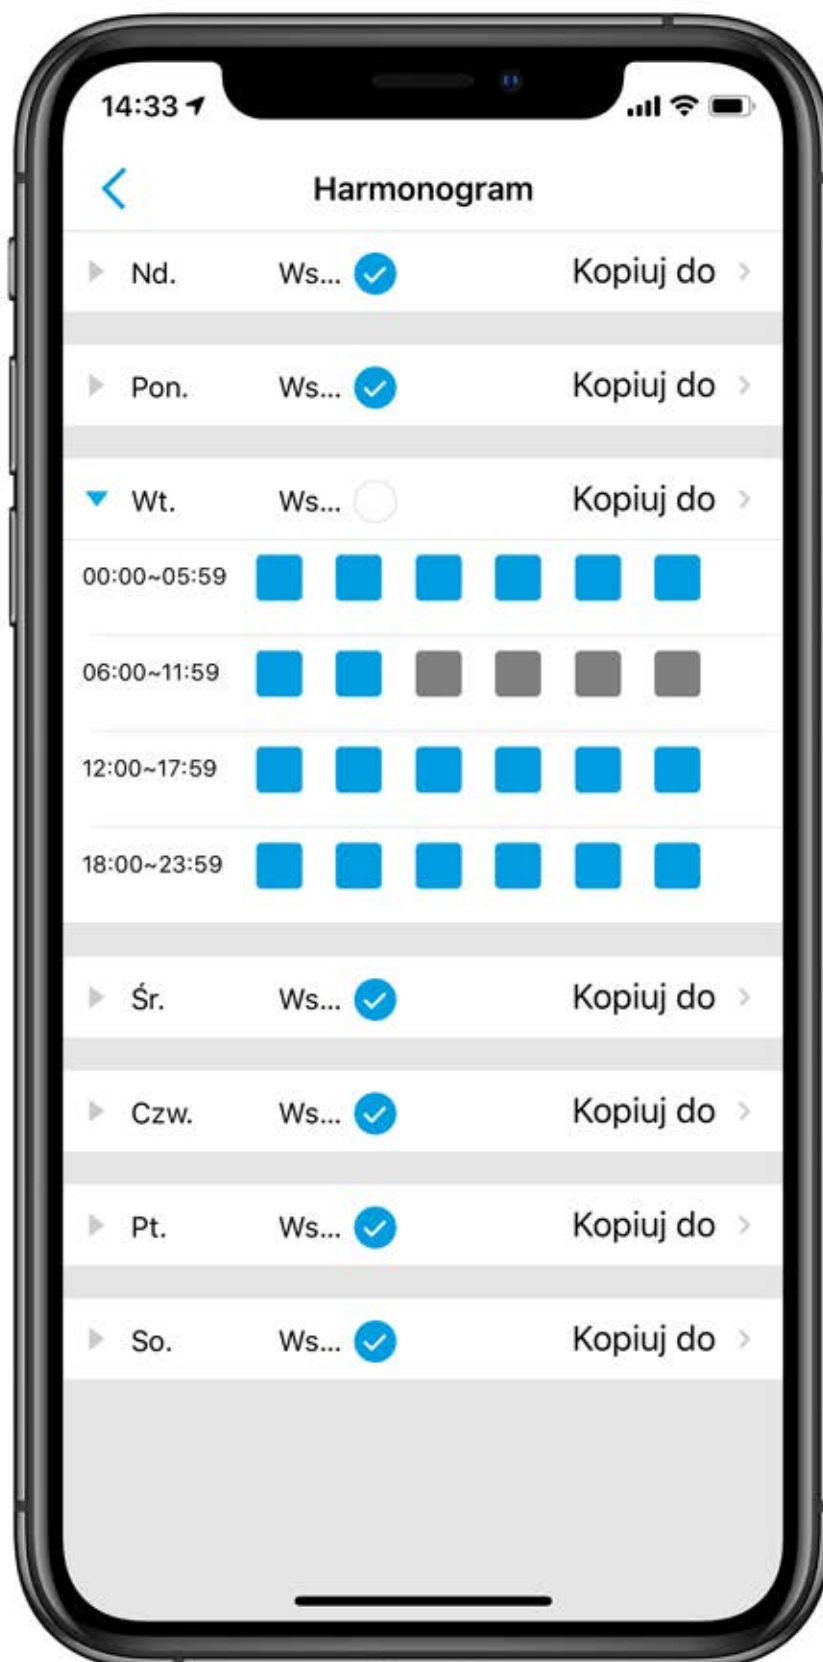 14:33
Harmonogram
Nd. Ws... Kopiuj do
Pon. Ws... Kopiuj do
Wt. Ws... Kopiuj do
00:00~05:59
06:00~11:59
12:00~17:59
18:00~23:59
Śr. Ws... Kopiuj do
Czw. Ws... Kopiuj do
Pt. Ws... Kopiuj do
So. Ws... Kopiuj do